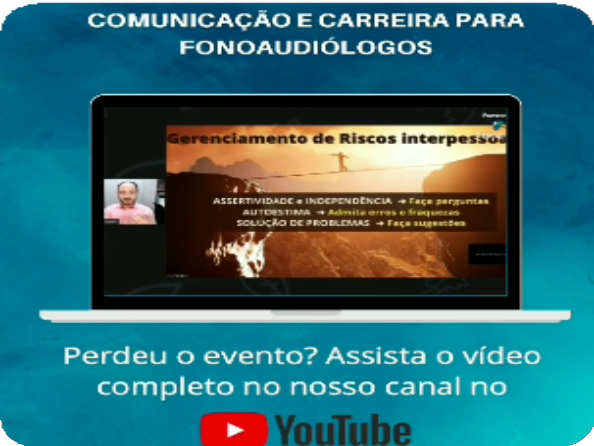 COMUNICAÇÃO E CARREIRA PARA
FONOAUDIÓLOGOS
Gerenciamento de Riscos interpessoa
ASSERTIVIDADE e INDEPENDÊNCIA → Faça perguntas
AUTOESTIMA → Admita erros e fraquezas
SOLUÇÃO DE PROBLEMAS → Faça sugestões
Perdeu o evento? Assista o vídeo
completo no nosso canal no
YouTube